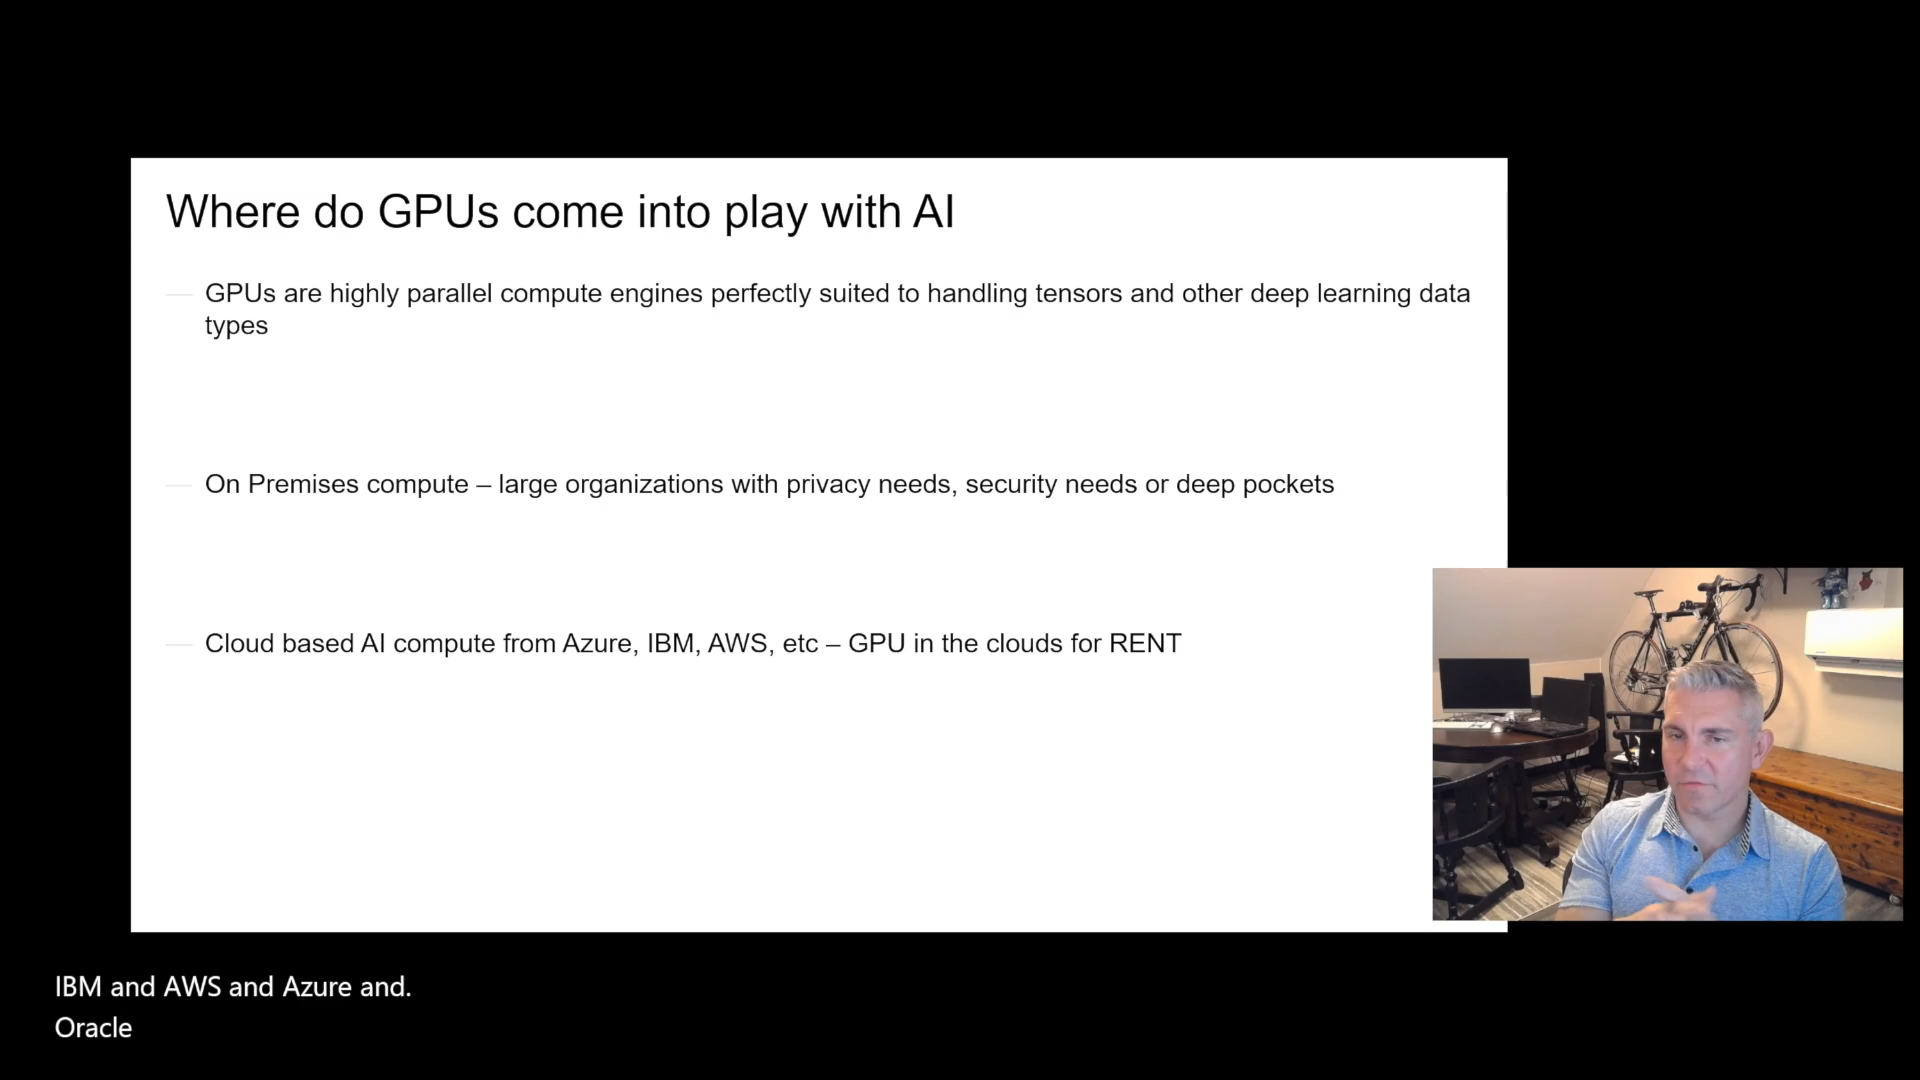 Where do GPUs come into play with AI
GPUs are highly parallel compute engines perfectly suited to handling tensors and other deep learning data
types
On Premises compute – large organizations with privacy needs, security needs or deep pockets
Cloud based AI compute from Azure, IBM, AWS, etc – GPU in the clouds for RENT
IBM and AWS and Azure and.
Oracle